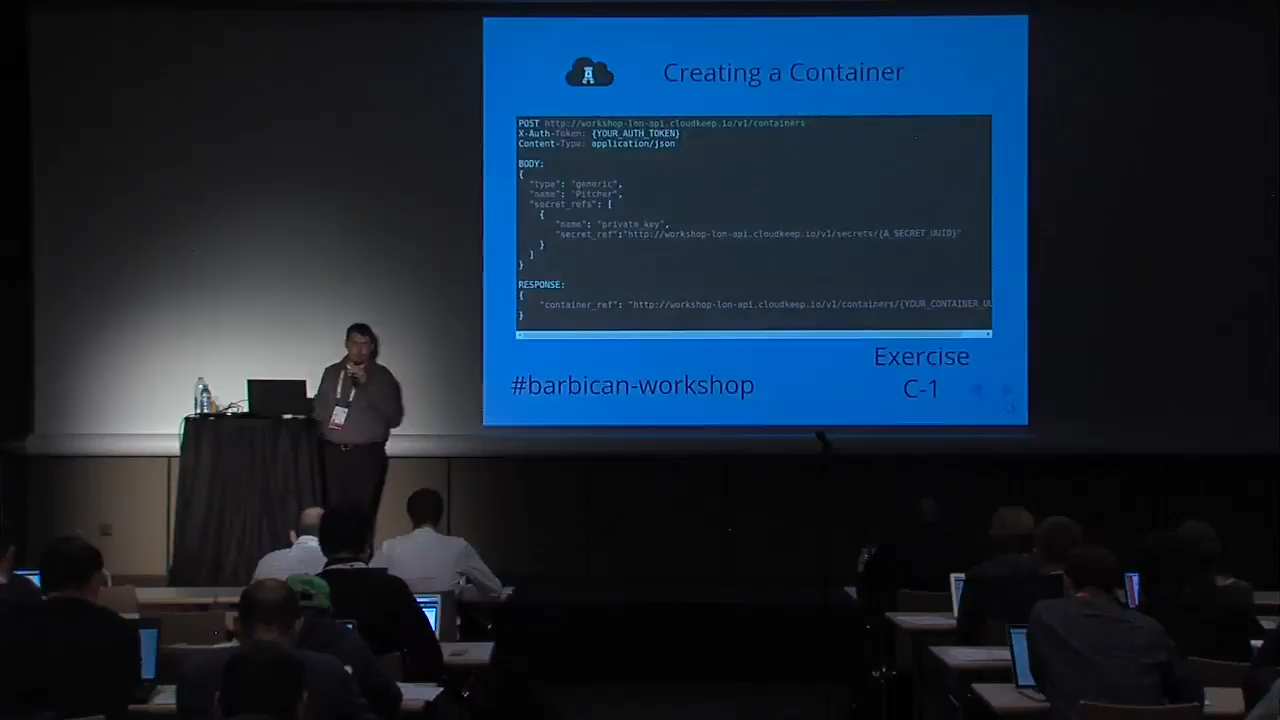 Creating a Container
POST http://workshop-lon-api.cloudkeep.io/v1/containers
X-Auth-Token: {YOUR_AUTH_TOKEN}
Content-Type: application/json
BODY:
{
"type": "generic",
"name": "Pitcher",
"secret_refs": [
{
"name": "private_key",
"secret_ref":"http://workshop-lon-api.cloudkeep.io/v1/secrets/{A_SECRET_UUID}"
}
]
}
RESPONSE:
{
"container_ref": "http://workshop-lon-api.cloudkeep.io/v1/containers/{YOUR_CONTAINER_UU
}
Exercise
C-1
#barbican-workshop